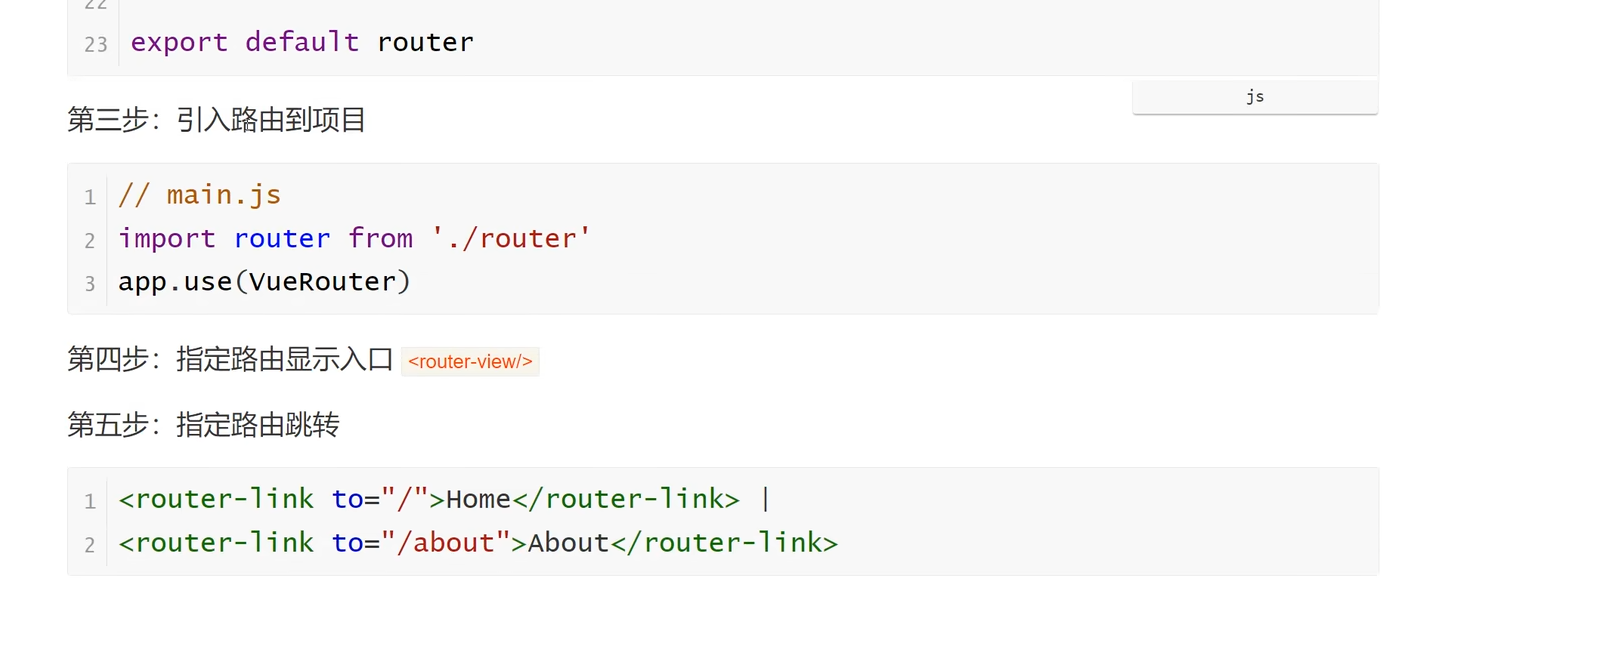 22
23 export default router
js
第三步：引入路由到项目
1 // main.js
2 import router from './router'
3 app.use(VueRouter)
第四步：指定路由显示入口 <router-view/>
第五步：指定路由跳转
1 <router-link to="/">Home</router-link> |
2 <router-link to="/about">About</router-link>